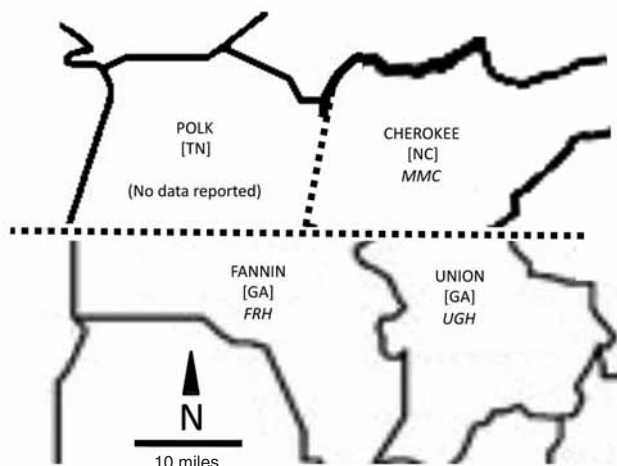 POLK
[TN]
(No data reported)
CHEROKEE
[NC]
MMC
FANNIN
[GA]
FRH
UNION
[GA]
UGH
N
10 miles